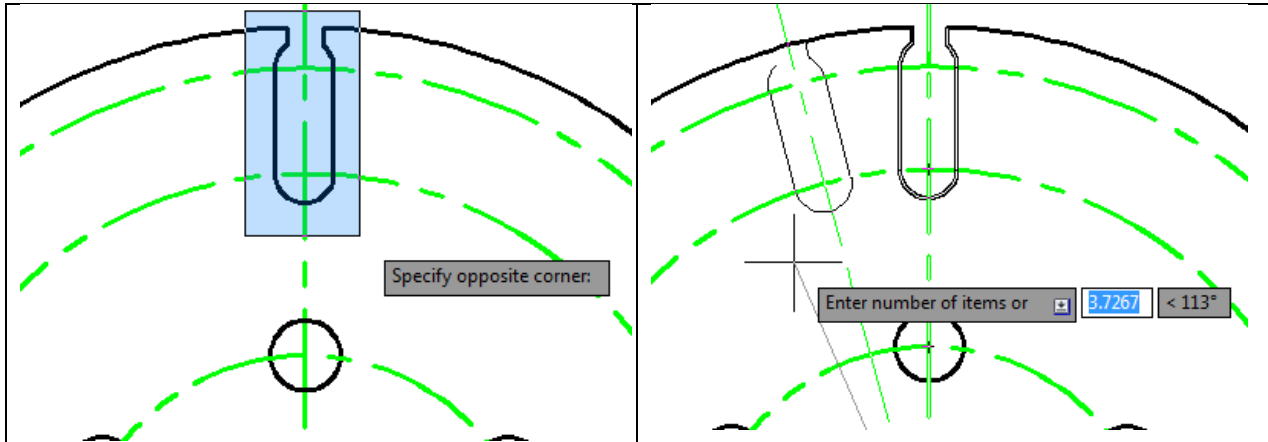 Specify opposite corner:
Enter number of items or 3.7267 < 113°